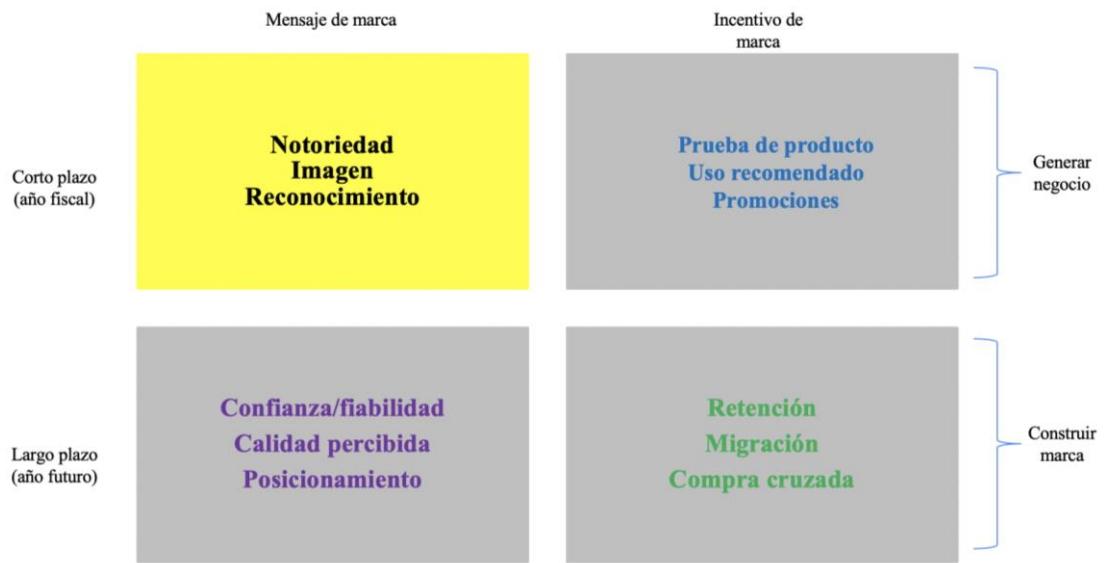 Mensaje de marca
Incentivo de
marca
Corto plazo
(año fiscal)
Notoriedad
Imagen
Reconocimiento
Prueba de producto
Uso recomendado
Promociones
Generar
negocio
Largo plazo
(año futuro)
Confianza/fiabilidad
Calidad percibida
Posicionamiento
Retención
Migración
Compra cruzada
Construir
marca